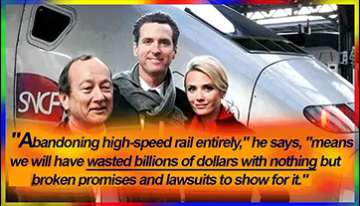 SNCF
"Abandoning high-speed rail entirely," he says, "means
we will have wasted billions of dollars with nothing but
broken promises and lawsuits to show for it."